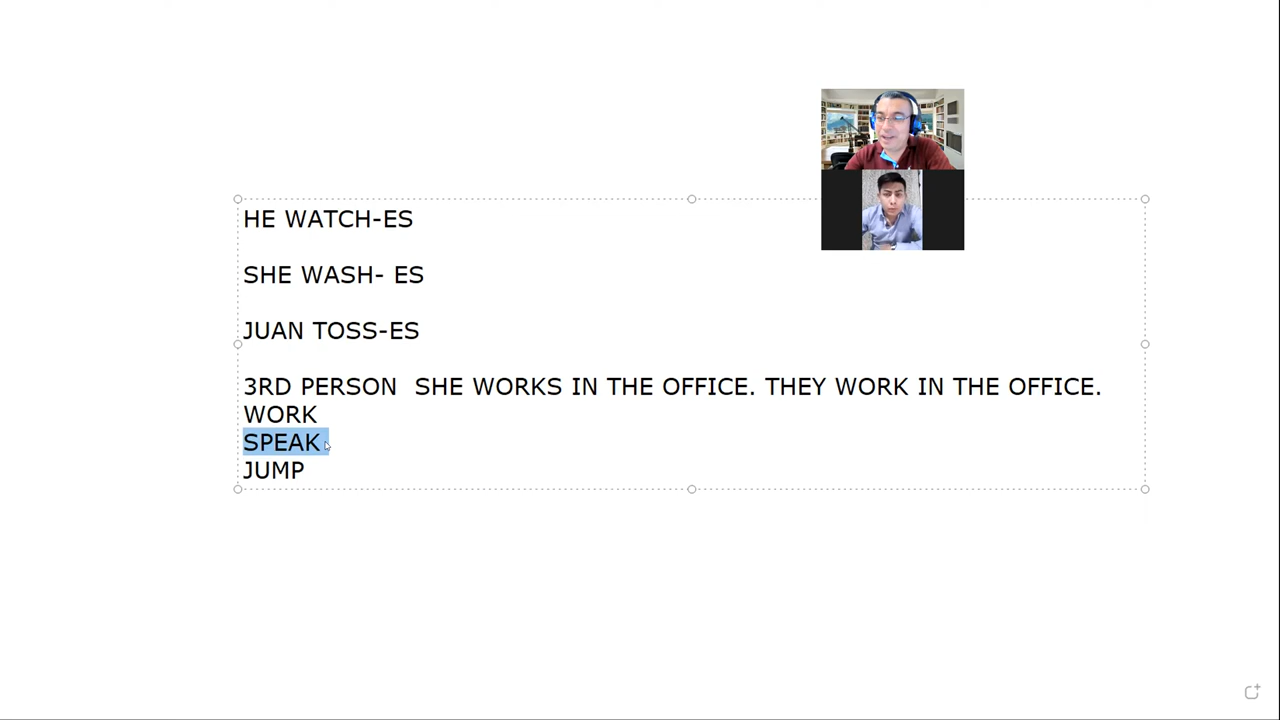 HE WATCH-ES
SHE WASH- ES
JUAN TOSS-ES
3RD PERSON  SHE WORKS IN THE OFFICE. THEY WORK IN THE OFFICE.
WORK
SPEAK
JUMP